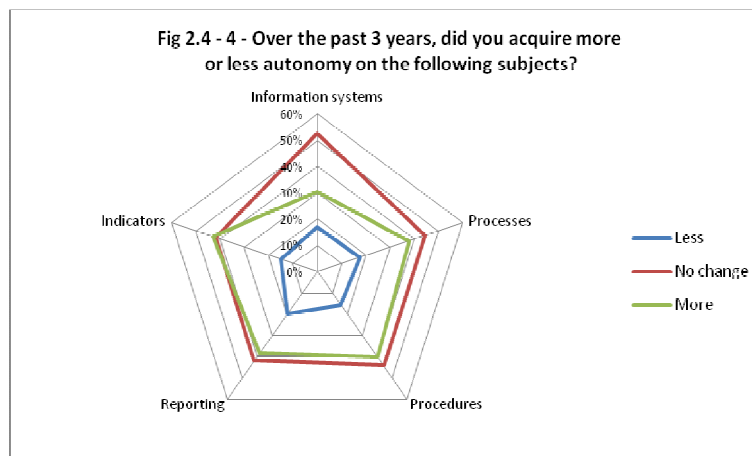 Fig 2.4 - 4 - Over the past 3 years, did you acquire more
or less autonomy on the following subjects?
Information systems
60%
50%
40%
30%
20%
10%
0%
Indicators
Processes
Less
No change
More
Reporting
Procedures